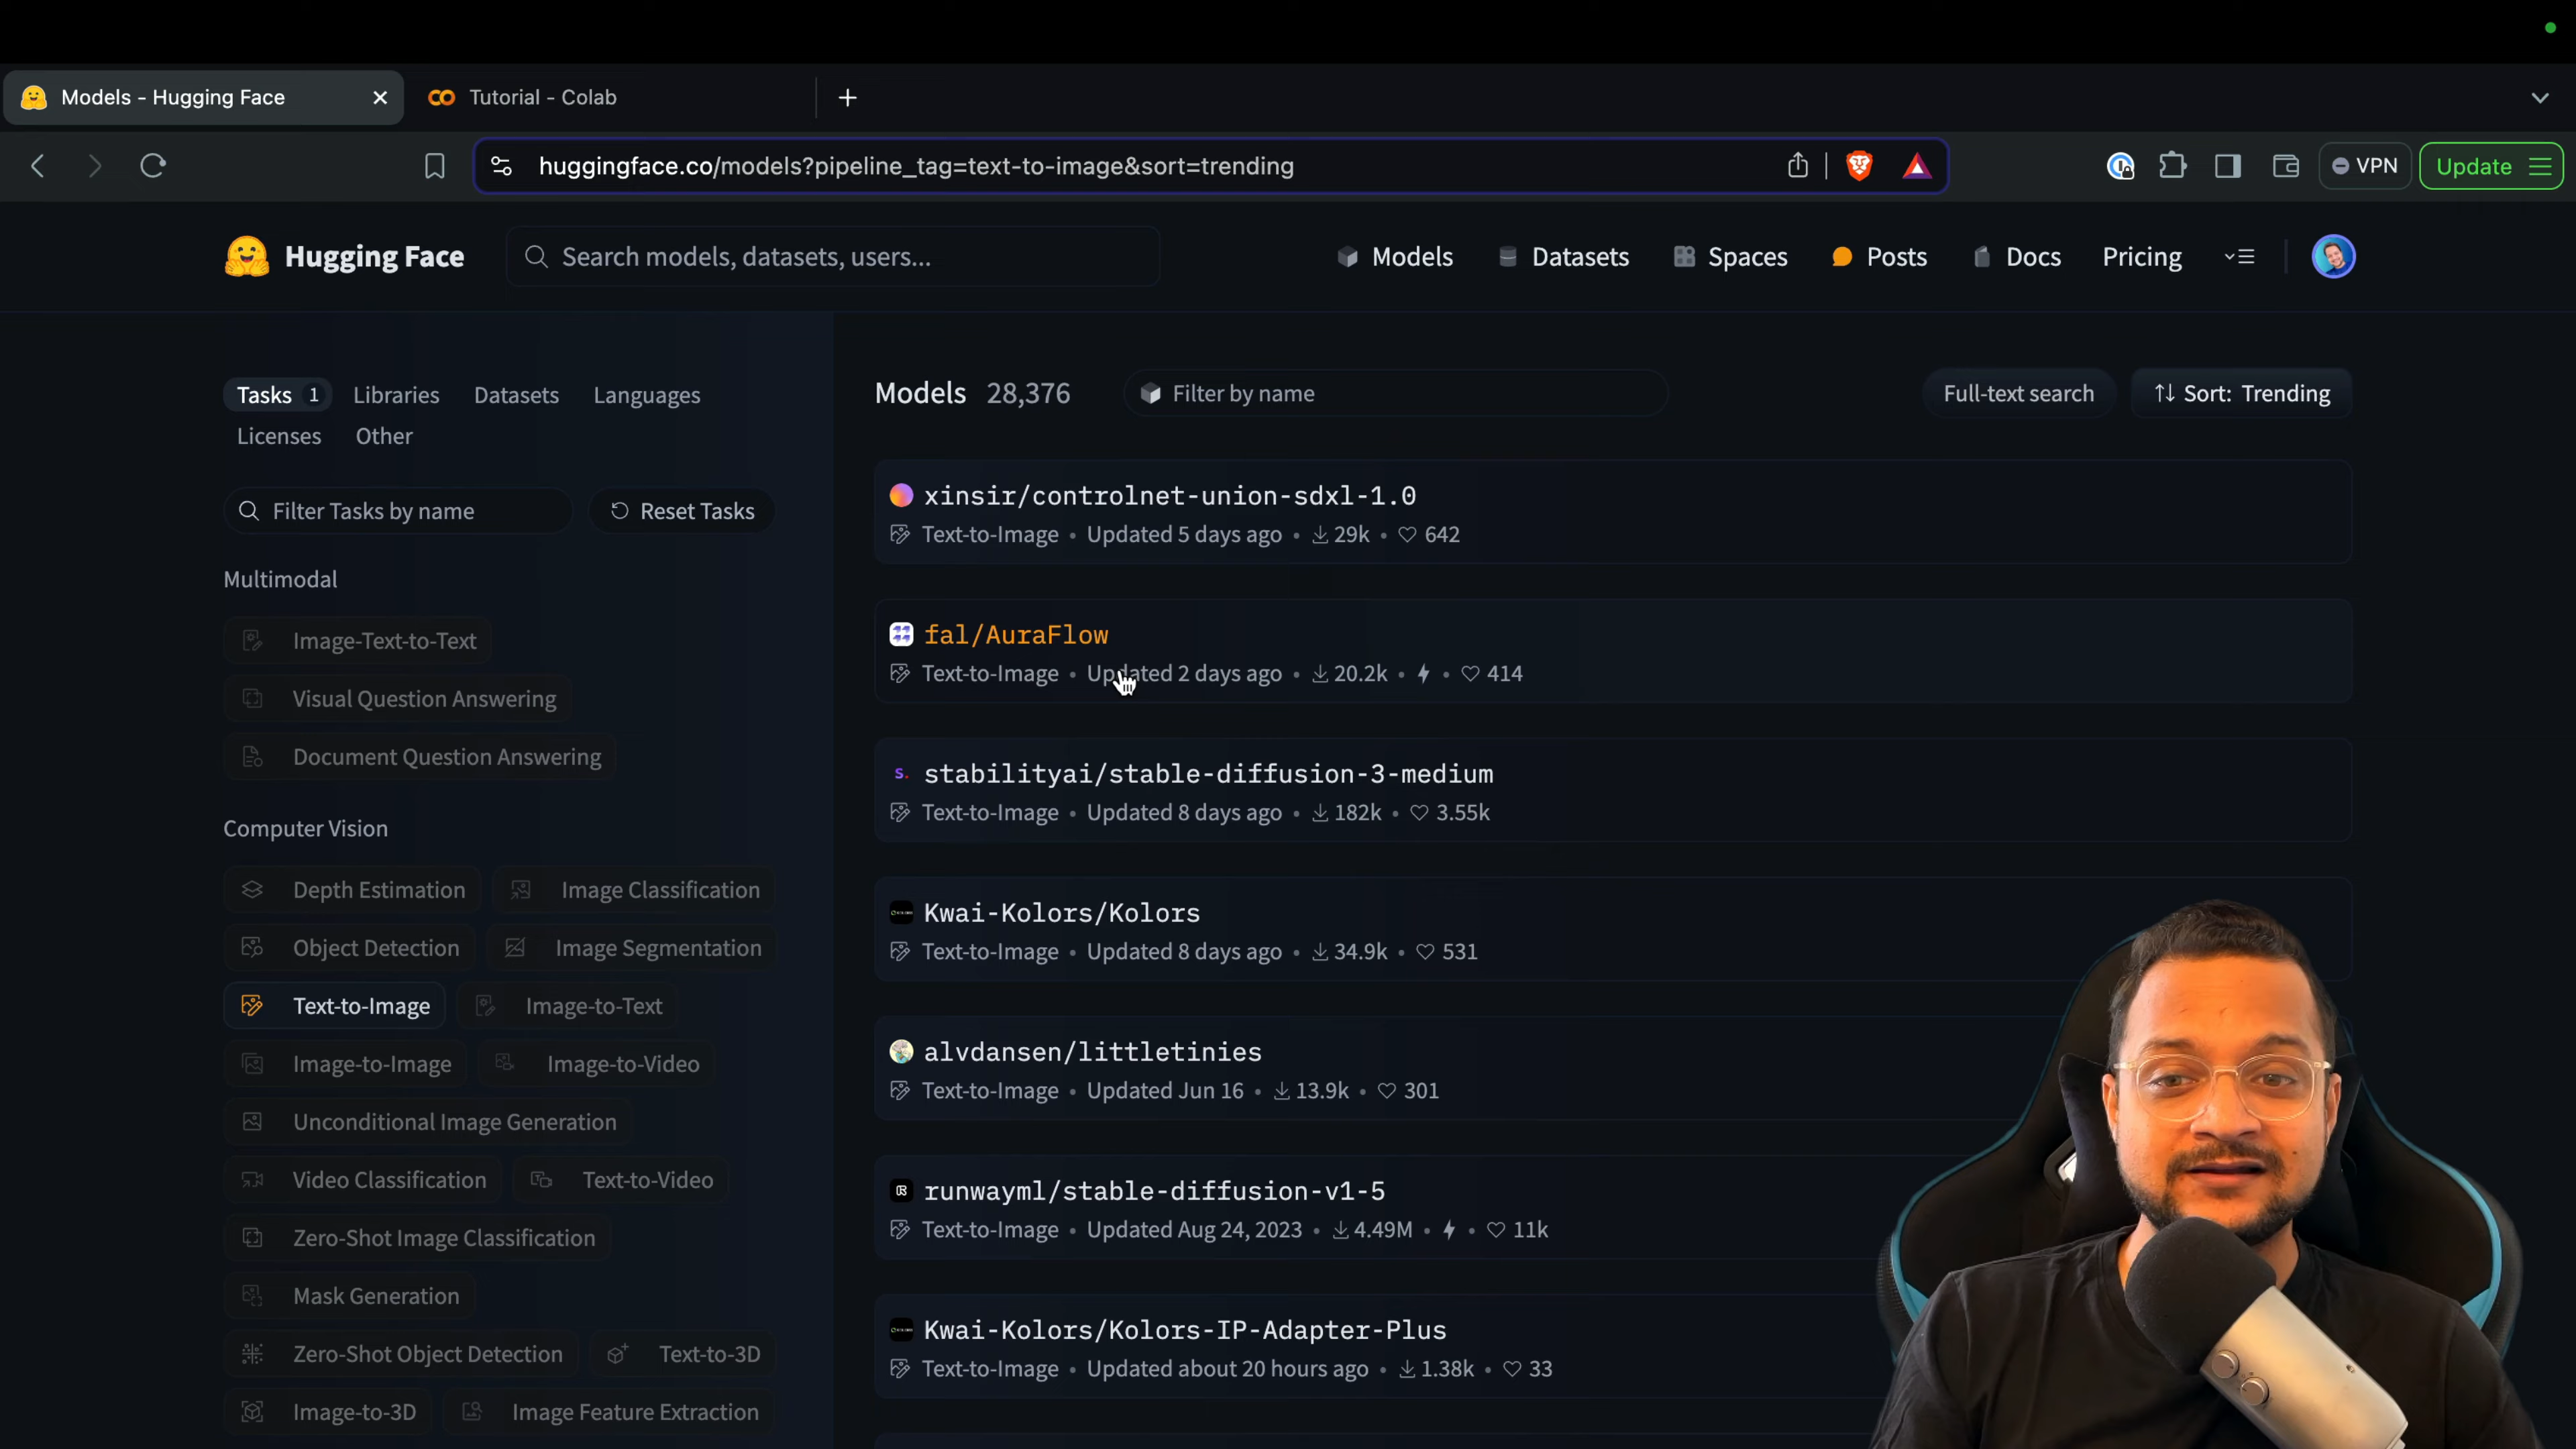 Models - Hugging Face
Tutorial - Colab
huggingface.co/models?pipeline_tag=text-to-image&sort=trending
VPN
Update
Hugging Face
Search models, datasets, users...
Models
Datasets
Spaces
Posts
Docs
Pricing
Tasks 1
Libraries
Datasets
Languages
Licenses
Other
Filter Tasks by name
Reset Tasks
Multimodal
Image-Text-to-Text
Visual Question Answering
Document Question Answering
Computer Vision
Depth Estimation
Image Classification
Object Detection
Image Segmentation
Text-to-Image
Image-to-Text
Image-to-Image
Image-to-Video
Unconditional Image Generation
Video Classification
Text-to-Video
Zero-Shot Image Classification
Mask Generation
Zero-Shot Object Detection
Text-to-3D
Image-to-3D
Image Feature Extraction
Models 28,376
Filter by name
Full-text search
Sort: Trending
xinsir/controlnet-union-sdxl-1.0
Text-to-Image • Updated 5 days ago • 29k • 642
fal/AuraFlow
Text-to-Image • Updated 2 days ago • 20.2k • 414
stabilityai/stable-diffusion-3-medium
Text-to-Image • Updated 8 days ago • 182k • 3.55k
Kwai-Kolors/Kolors
Text-to-Image • Updated 8 days ago • 34.9k • 531
alvdansen/littletinies
Text-to-Image • Updated Jun 16 • 13.9k • 301
runwayml/stable-diffusion-v1-5
Text-to-Image • Updated Aug 24, 2023 • 4.49M • 11k
Kwai-Kolors/Kolors-IP-Adapter-Plus
Text-to-Image • Updated about 20 hours ago • 1.38k • 33